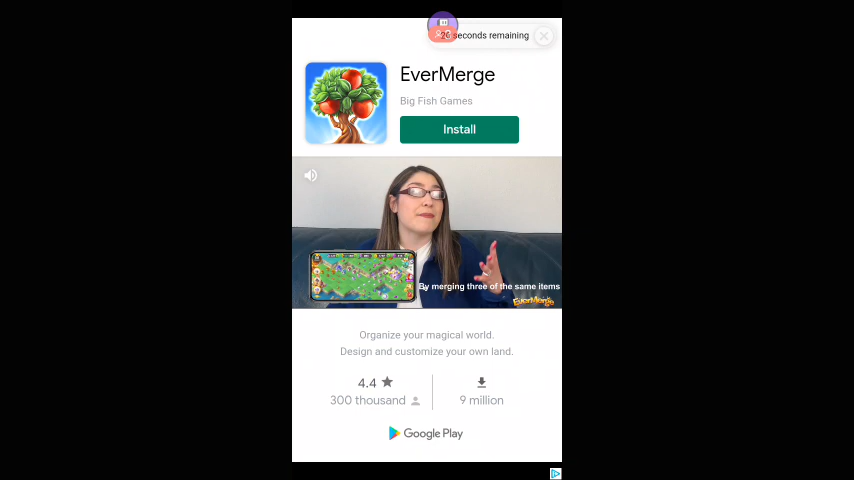 seconds remaining
EverMerge
Big Fish Games
Install
By merging three of the same items
EverMerge
Organize your magical world.
Design and customize your own land.
4.4
300 thousand
9 million
Google Play